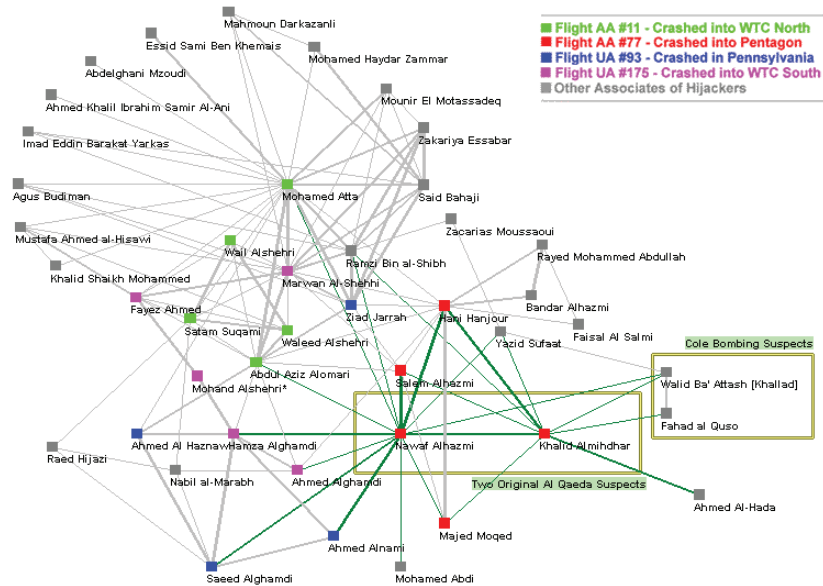 Mahmoun Darkazanli
Flight AA #11 - Crashed into WTC North
Flight AA #77 - Crashed into Pentagon
Flight UA #93 - Crashed in Pennsylvania
Flight UA #175 - Crashed into WTC South
Other Associates of Hijackers
Essid Sami Ben Khemais
Mohamed Haydar Zammar
Abdelghani Mzoudi
Ahmed Khalil Ibrahim Samir Al-Ani
Mounir El Motassadeq
Imad Eddin Barakat Yarkas
Zakariya Essabar
Agus Budiman
Mohamed Atta
Said Bahaji
Mustafa Ahmed al-Hisawi
Wail Alshehri
Zacarias Moussaoui
Khalid Shaikh Mohammed
Ramzi Bin al-Shibh
Rayed Mohammed Abdullah
Marwan Al-Shehhi
Fayez Ahmed
Ziad Jarrah
Hani Hanjour
Bandar Alhazmi
Satam Suqami
Waleed Alshehri
Yazid Sufaat
Faisal Al Salmi
Cole Bombing Suspects
Abdul Aziz Alomari
Salem Alhazmi
Mohand Alshehri*
Walid Ba' Attash [Khallad]
Fahad al Quso
Ahmed Al Haznaw
Hamza Alghamdi
Nawaf Alhazmi
Khalid Almihdhar
Raed Hijazi
Nabil al-Marabh
Ahmed Alghamdi
Two Original Al Qaeda Suspects
Ahmed Al-Hada
Ahmed Alnami
Majed Moqed
Saeed Alghamdi
Mohamed Abdi